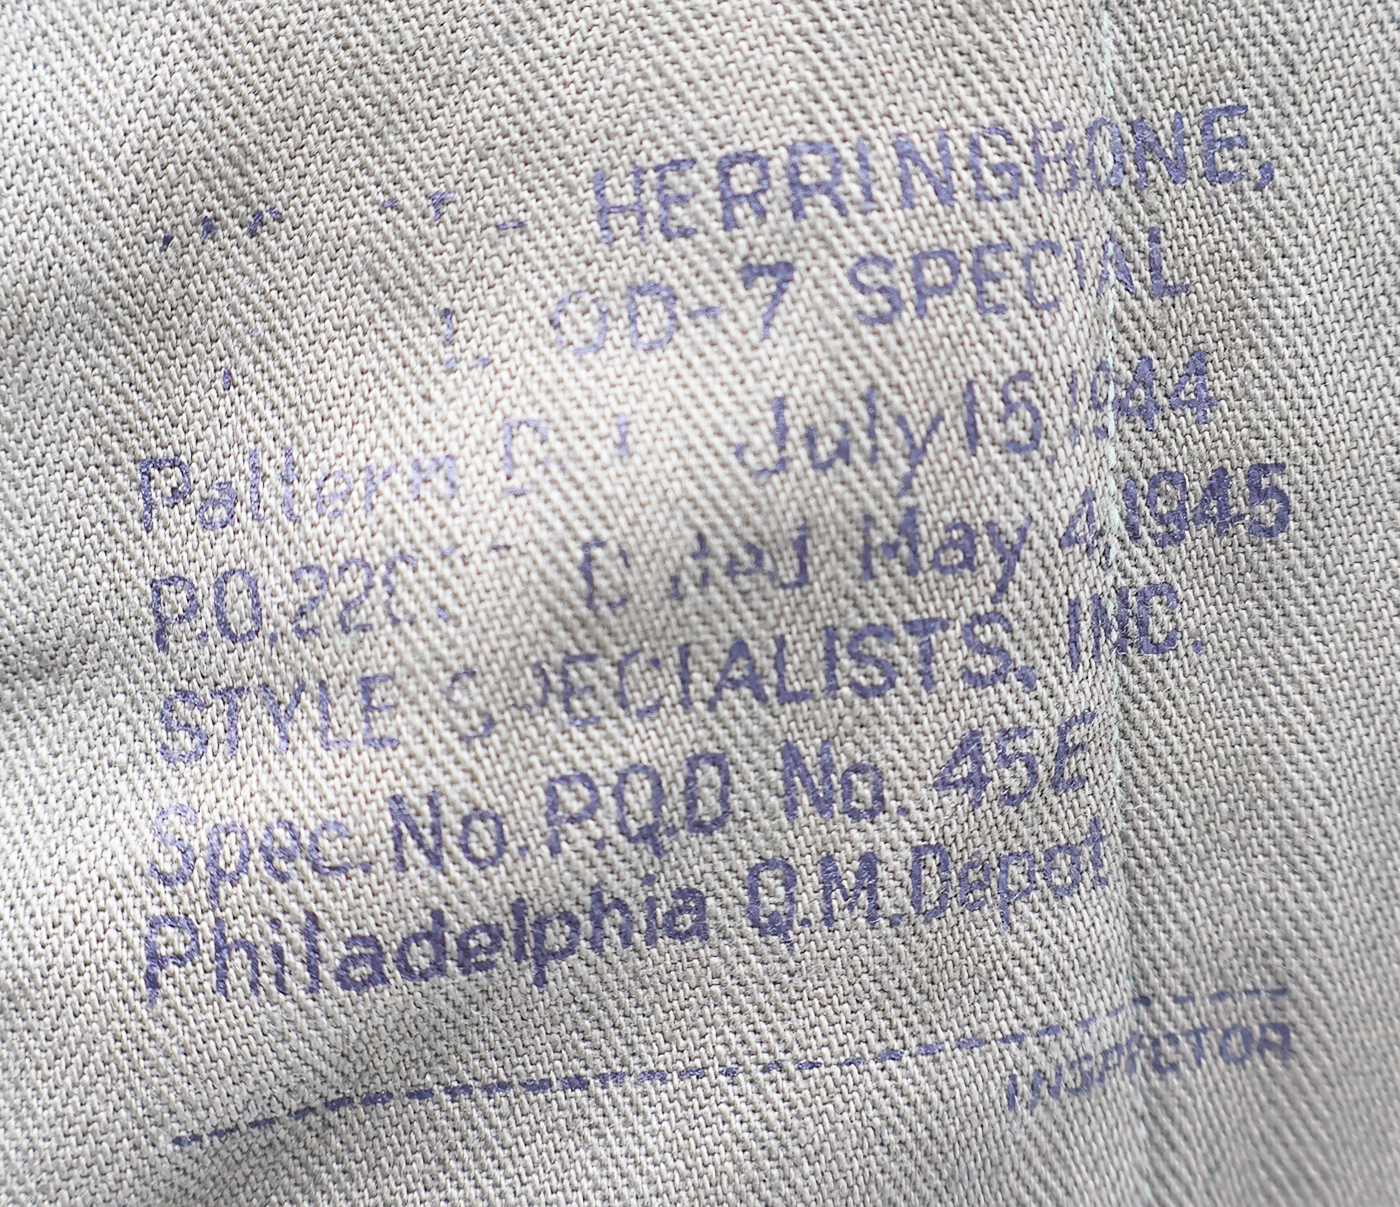 HERRINGBONE,
OD-7 SPECIAL
Pattern July 15, 1944
Dated May 4, 1945
STYLE SPECIALISTS, INC.
Spec. No. P.Q.D No. 45E
Philadelphia Q.M. Depot
INSPECTOR